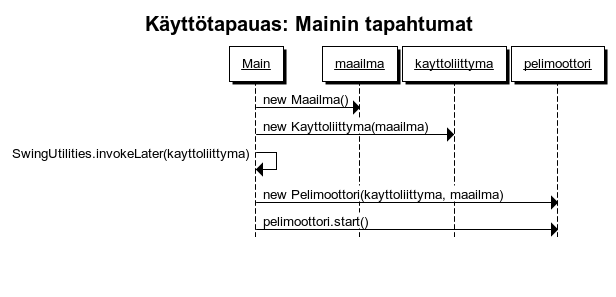 Käyttötapauas: Mainin tapahtumat
Main
maailma
kayttoliittyma
pelimoottori
new Maailma()
new Kayttoliittyma(maailma)
SwingUtilities.invokeLater(kayttoliittyma)
new Pelimoottori(kayttoliittyma, maailma)
pelimoottori.start()